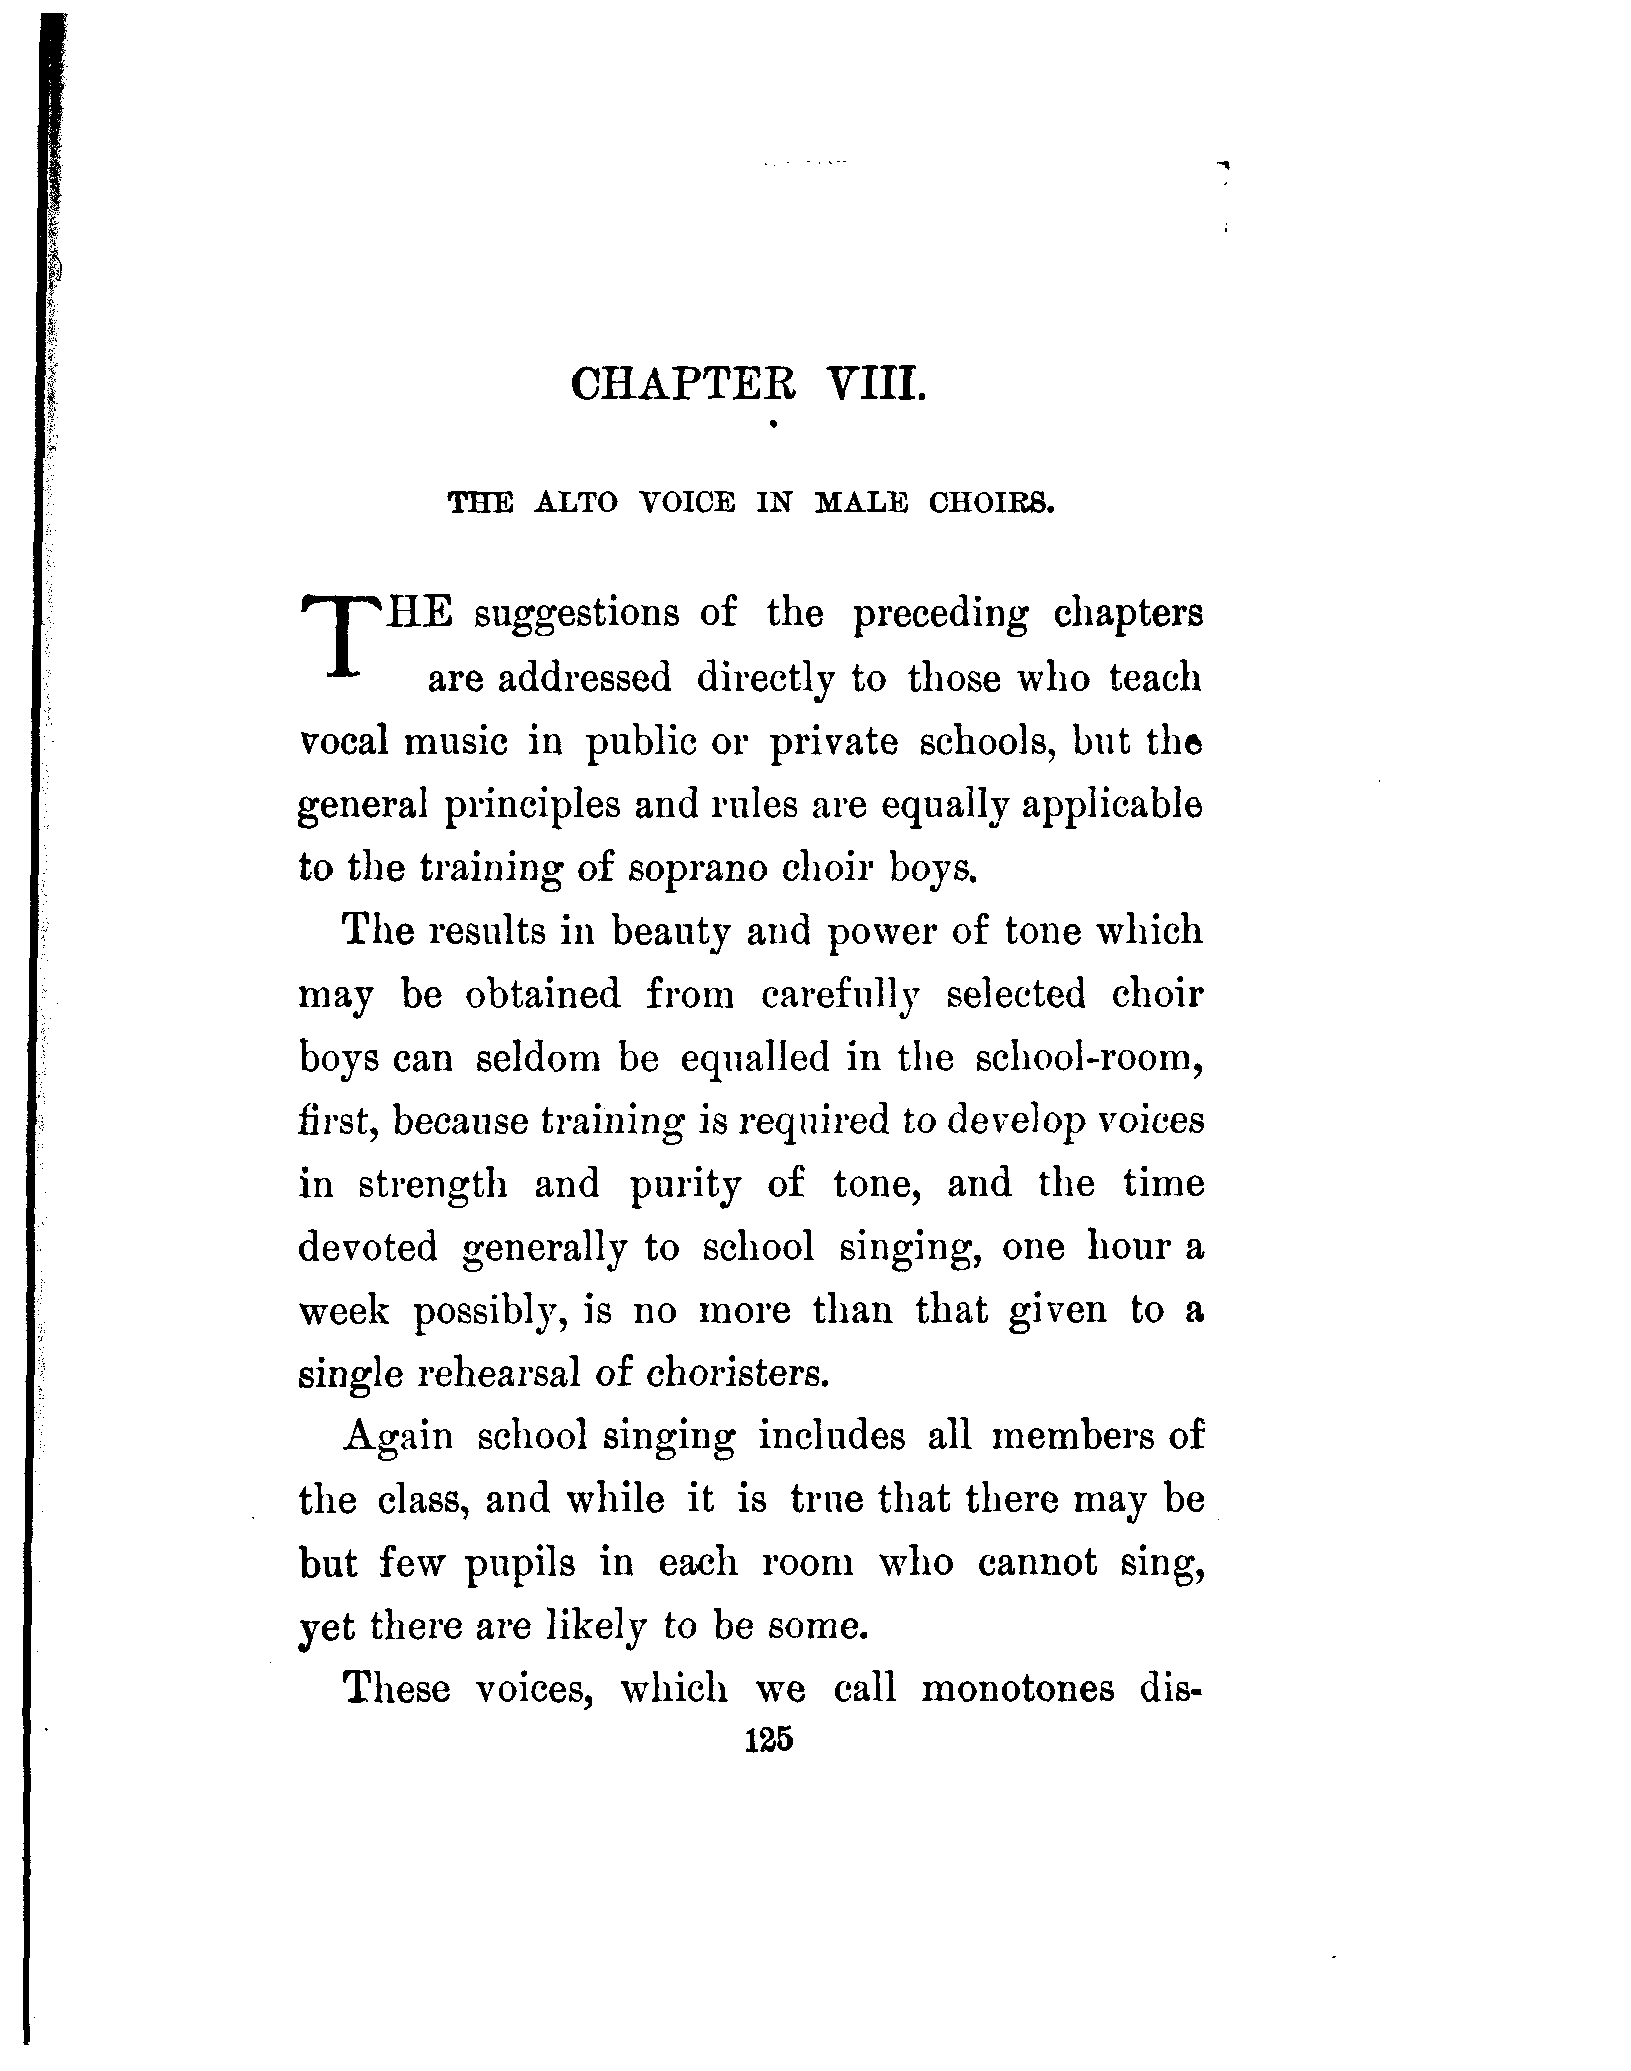 CHAPTER VIII.
THE ALTO VOICE IN MALE CHOIRS.
THE suggestions of the preceding chapters
are addressed directly to those who teach
vocal music in public or private schools, but the
general principles and rules are equally applicable
to the training of soprano choir boys.
The results in beauty and power of tone which
may be obtained from carefully selected choir
boys can seldom be equalled in the school-room,
first, because training is required to develop voices
in strength and purity of tone, and the time
devoted generally to school singing, one hour a
week possibly, is no more than that given to a
single rehearsal of choristers.
Again school singing includes all members of
the class, and while it is true that there may be
but few pupils in each room who cannot sing,
yet there are likely to be some.
These voices, which we call monotones dis-
125